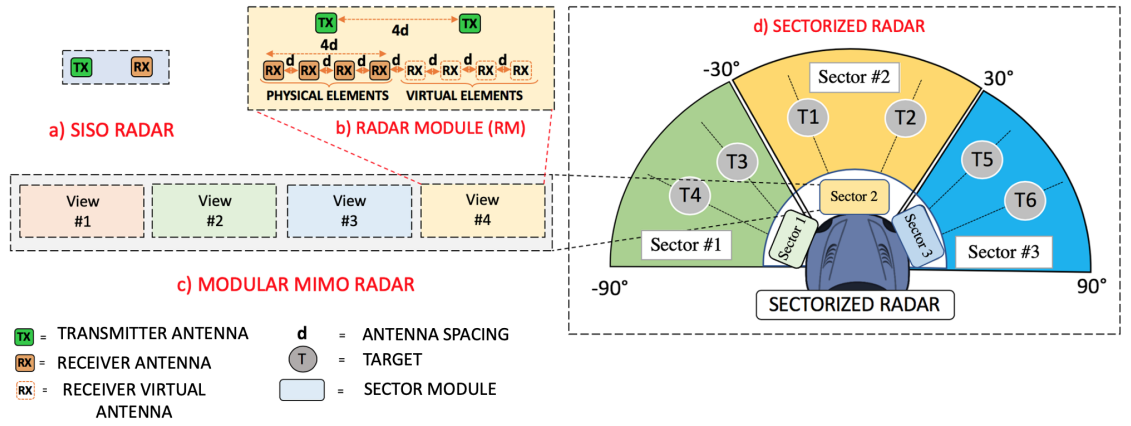 TX
RX
a) SISO RADAR
TX
4d
TX
4d
d d d d d d d
RX RX RX RX RX RX RX RX
PHYSICAL ELEMENTS VIRTUAL ELEMENTS
b) RADAR MODULE (RM)
View
#1
View
#2
View
#3
View
#4
c) MODULAR MIMO RADAR
d) SECTORIZED RADAR
-30°
30°
Sector #2
T1
T2
T3
T4
T5
T6
Sector 2
Sector 1
Sector 3
Sector #1
Sector #3
-90°
90°
SECTORIZED RADAR
TX = TRANSMITTER ANTENNA
RX = RECEIVER ANTENNA
RX = RECEIVER VIRTUAL
ANTENNA
d = ANTENNA SPACING
T = TARGET
= SECTOR MODULE